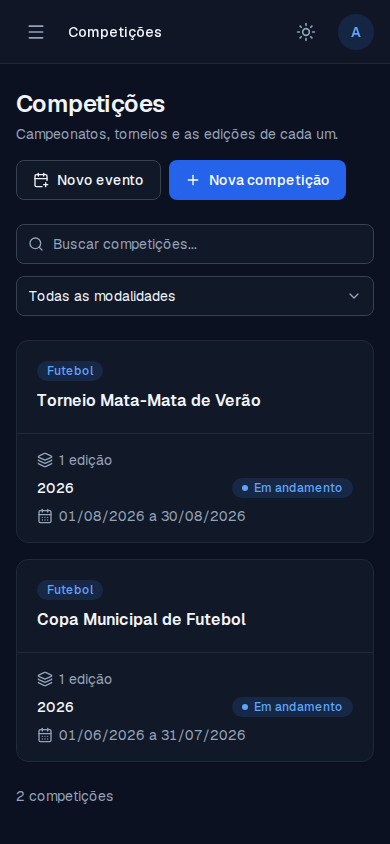 Competições
A
Competições
Campeonatos, torneios e as edições de cada um.
Novo evento
Nova competição
Buscar competições...
Todas as modalidades
Futebol
Torneio Mata-Mata de Verão
1 edição
2026
Em andamento
01/08/2026 a 30/08/2026
Futebol
Copa Municipal de Futebol
1 edição
2026
Em andamento
01/06/2026 a 31/07/2026
2 competições